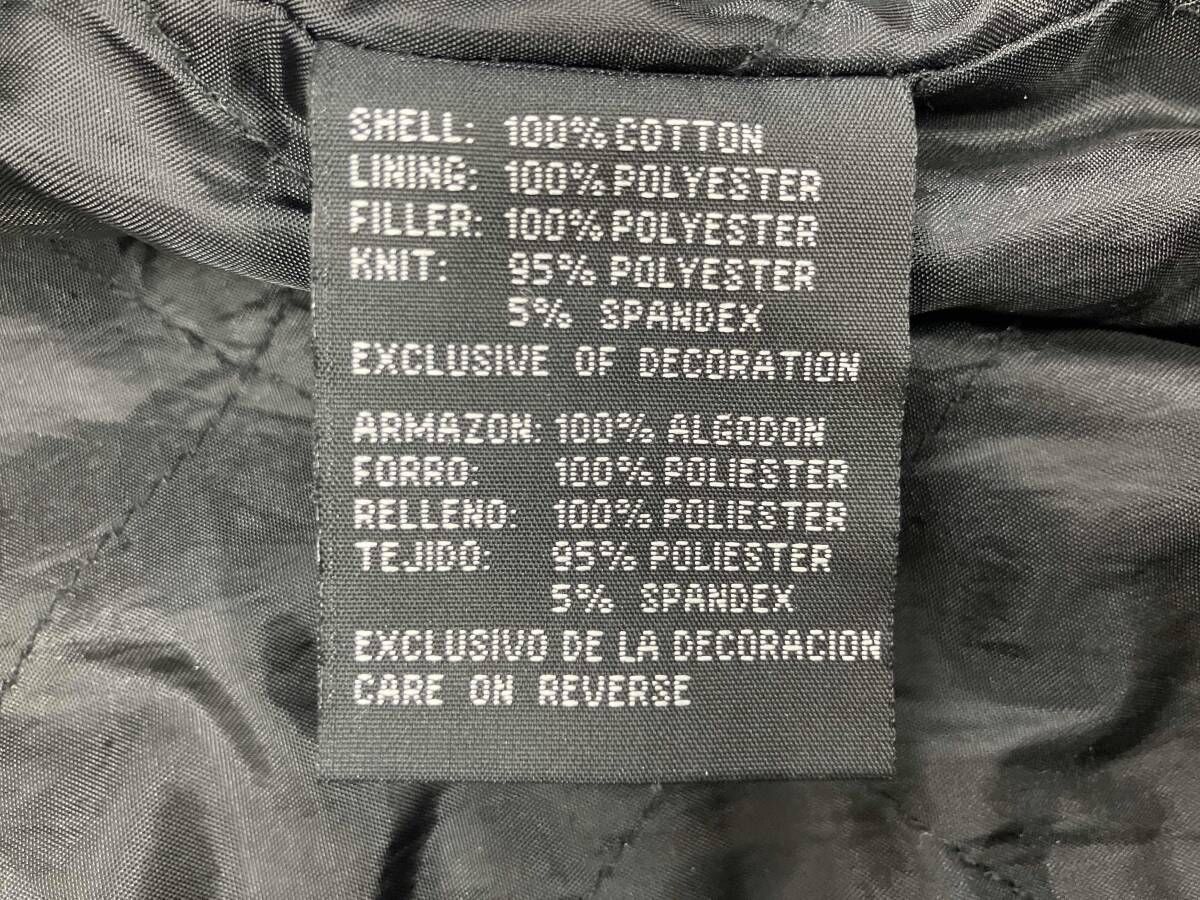 SHELL: 100% COTTON
LINING: 100% POLYESTER
FILLER: 100% POLYESTER
KNIT: 95% POLYESTER
5% SPANDEX
EXCLUSIVE OF DECORATION
ARMAZON: 100% ALGODON
FORRO: 100% POLIESTER
RELLENO: 100% POLIESTER
TEJIDO: 95% POLIESTER
5% SPANDEX
EXCLUSIVO DE LA DECORACION
CARE ON REVERSE